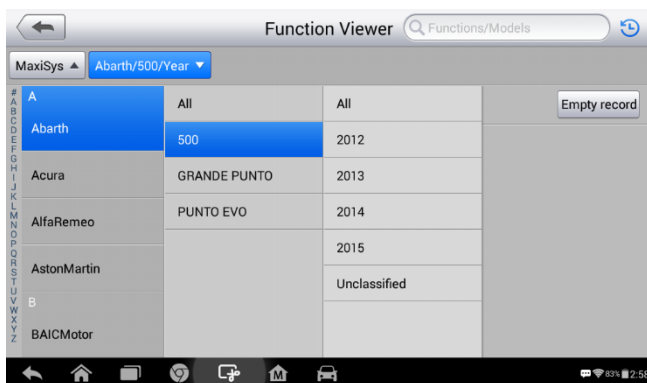 Function Viewer
Functions/Models
MaxiSys ▲
Abarth/500/Year ▼
#
A
B
C
D
E
F
G
H
I
J
K
L
M
N
O
P
Q
R
S
T
U
V
W
X
Y
Z
A
Abarth
Acura
AlfaRemeo
AstonMartin
B
BAICMotor
All
500
GRANDE PUNTO
PUNTO EVO
All
2012
2013
2014
2015
Unclassified
Empty record
M
83% 2:58